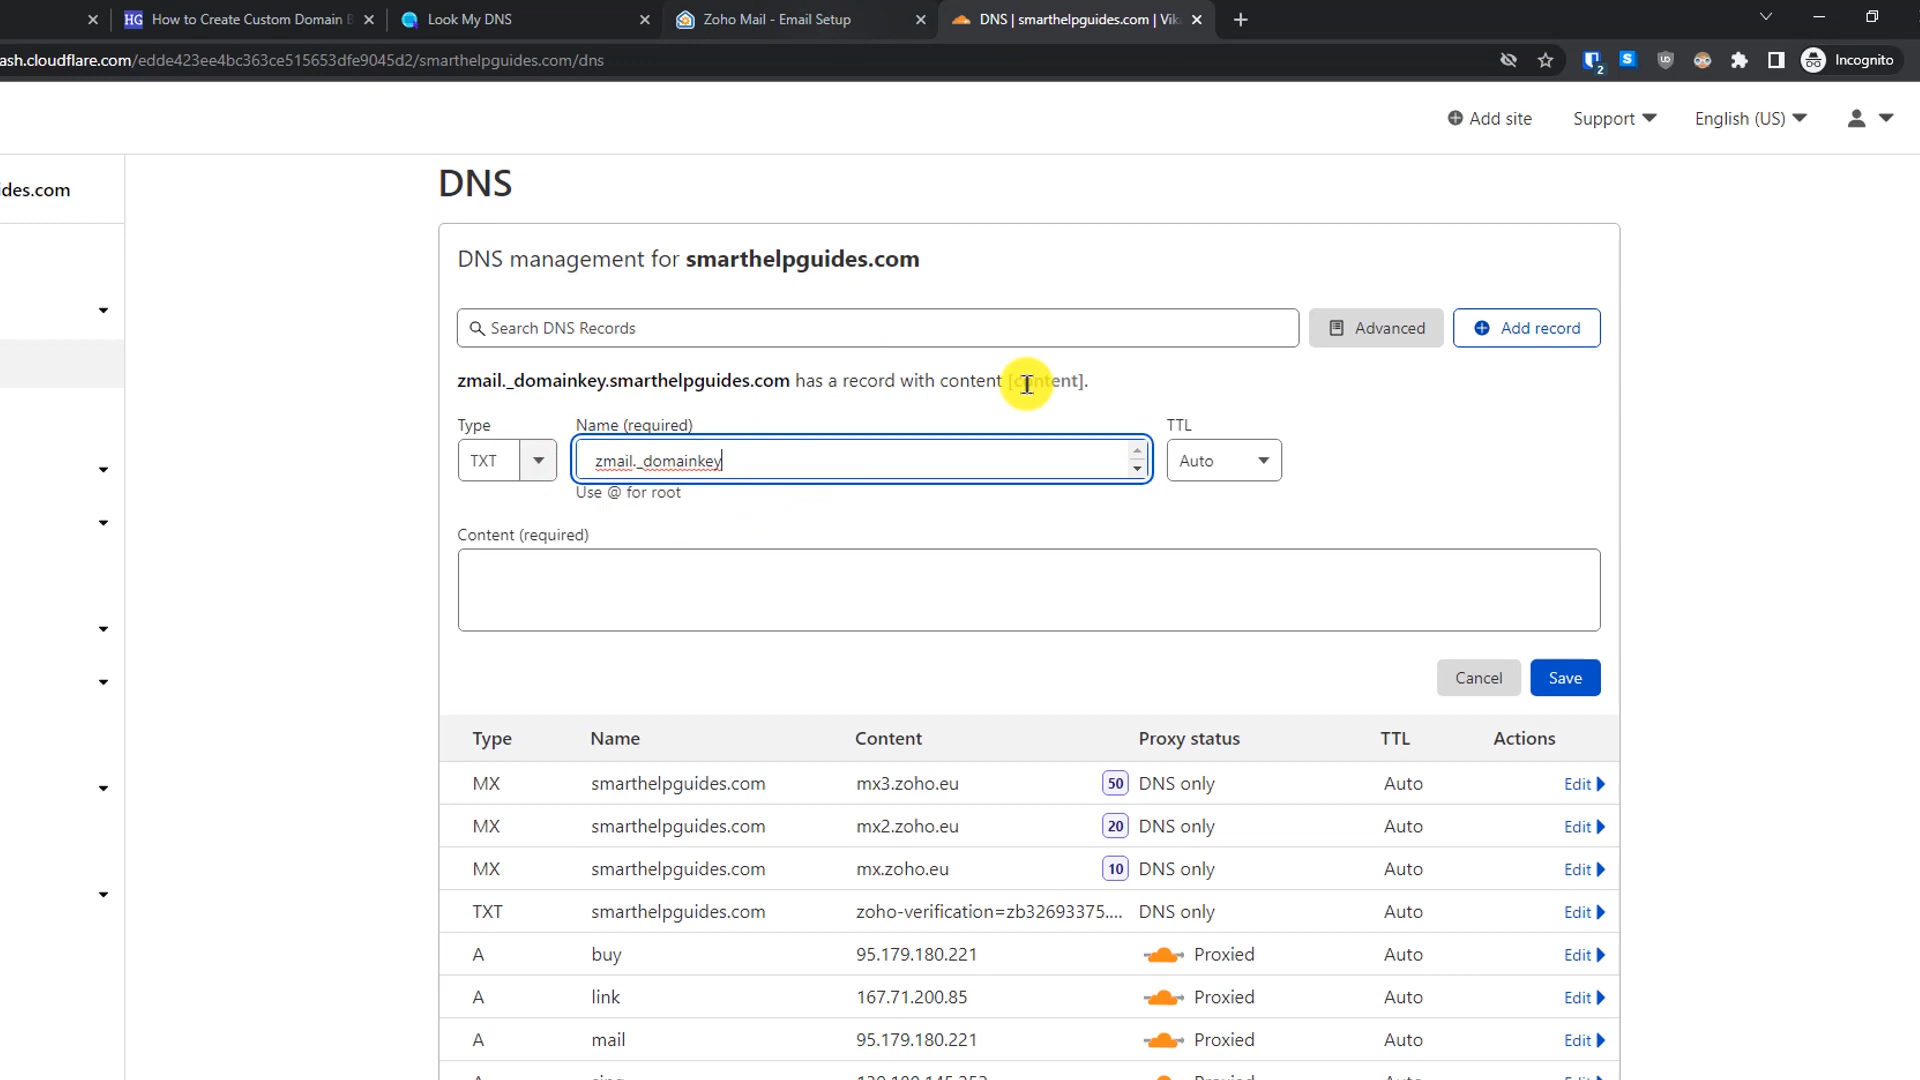 HG How to Create Custom Domain
Look My DNS
Zoho Mail - Email Setup
DNS | smarthelpguides.com | Vik
ash.cloudflare.com/edde423ee4bc363ce515653dfe9045d2/smarthelpguides.com/dns
2
S
Incognito
Add site
Support
English (US)
des.com
DNS
DNS management for smarthelpguides.com
Search DNS Records
Advanced
Add record
zmail._domainkey.smarthelpguides.com has a record with content [content].
Type
Name (required)
TTL
TXT
zmail._domainkey
Auto
Use @ for root
Content (required)
Cancel
Save
Type Name Content Proxy status TTL Actions
MX smarthelpguides.com mx3.zoho.eu 50 DNS only Auto Edit
MX smarthelpguides.com mx2.zoho.eu 20 DNS only Auto Edit
MX smarthelpguides.com mx.zoho.eu 10 DNS only Auto Edit
TXT smarthelpguides.com zoho-verification=zb32693375.... DNS only Auto Edit
A buy 95.179.180.221 Proxied Auto Edit
A link 167.71.200.85 Proxied Auto Edit
A mail 95.179.180.221 Proxied Auto Edit